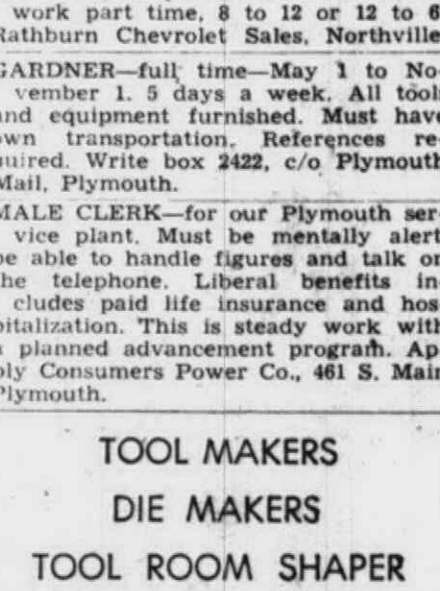 work part time, 8 to 12 or 12 to 6
Rathburn Chevrolet Sales, Northville
GARDNER—full time—May 1 to No-
vember 1. 5 days a week. All tools
and equipment furnished. Must have
own transportation. References re-
quired. Write box 2422, c/o Plymouth
Mail, Plymouth.
MALE CLERK—for our Plymouth ser-
vice plant. Must be mentally alert
be able to handle figures and talk on
the telephone. Liberal benefits in-
cludes paid life insurance and hos-
pitalization. This is steady work with
a planned advancement program. Ap-
ply Consumers Power Co., 461 S. Main
Plymouth.
TOOL MAKERS
DIE MAKERS
TOOL ROOM SHAPER